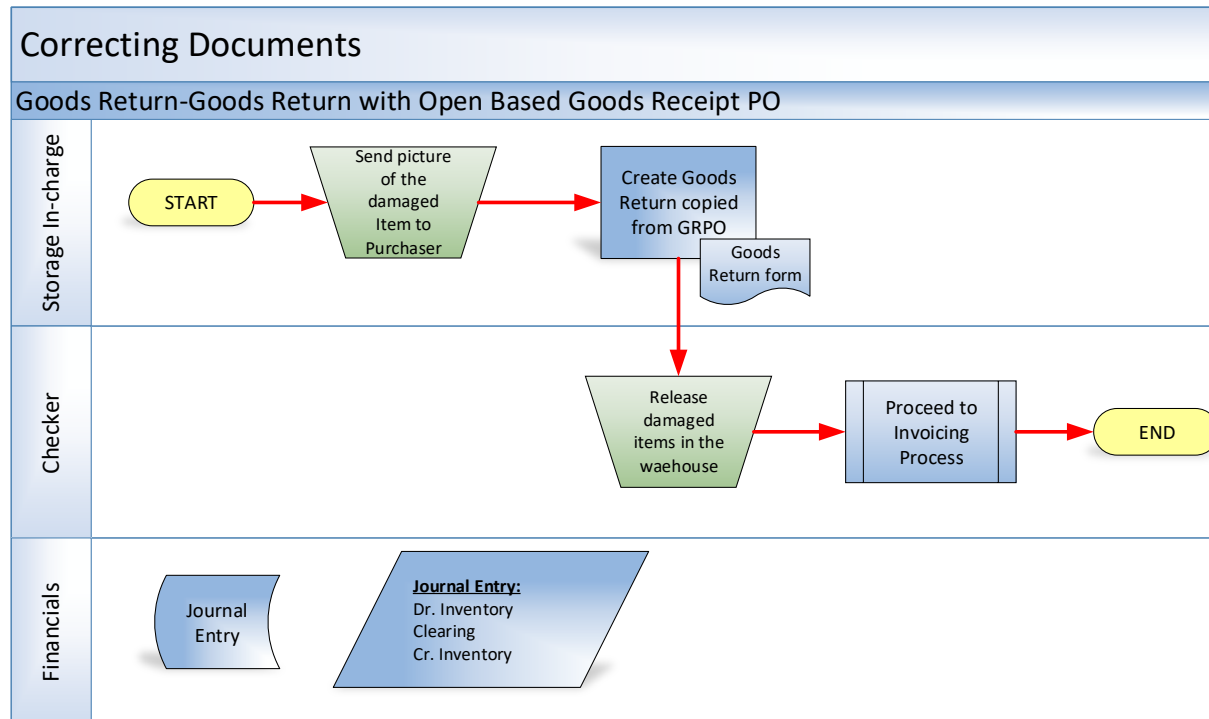 Correcting Documents
Goods Return-Goods Return with Open Based Goods Receipt PO
Storage In-charge
START
Send picture
of the
damaged
Item to
Purchaser
Create Goods
Return copied
from GRPO
Goods
Return form
Checker
Release
damaged
items in the
waehouse
Proceed to
Invoicing
Process
END
Financials
Journal
Entry
Journal Entry:
Dr. Inventory
Clearing
Cr. Inventory